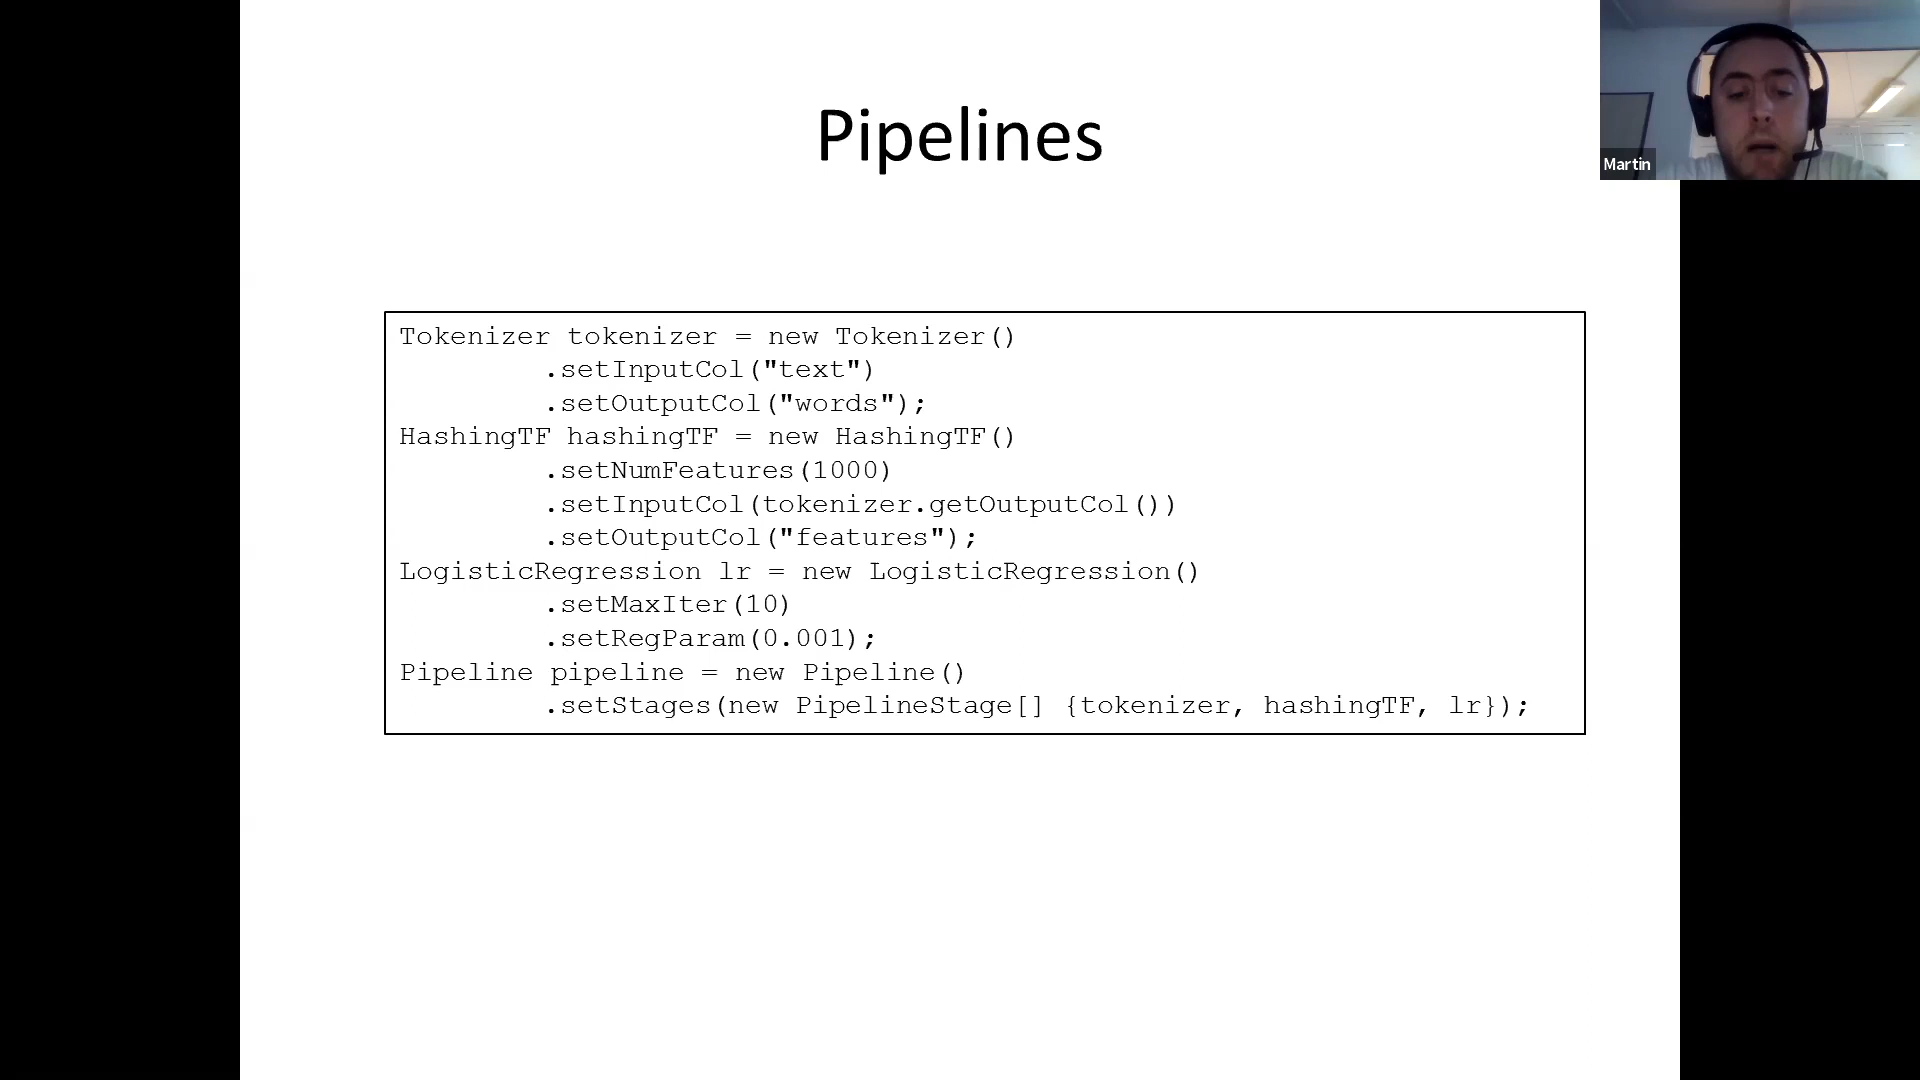 Pipelines
Martin
Tokenizer tokenizer = new Tokenizer()
.setInputCol("text")
.setOutputCol("words");
HashingTF hashingTF = new HashingTF()
.setNumFeatures(1000)
.setInputCol(tokenizer.getOutputCol())
.setOutputCol("features");
LogisticRegression lr = new LogisticRegression()
.setMaxIter(10)
.setRegParam(0.001);
Pipeline pipeline = new Pipeline()
.setStages(new PipelineStage[] {tokenizer, hashingTF, lr});